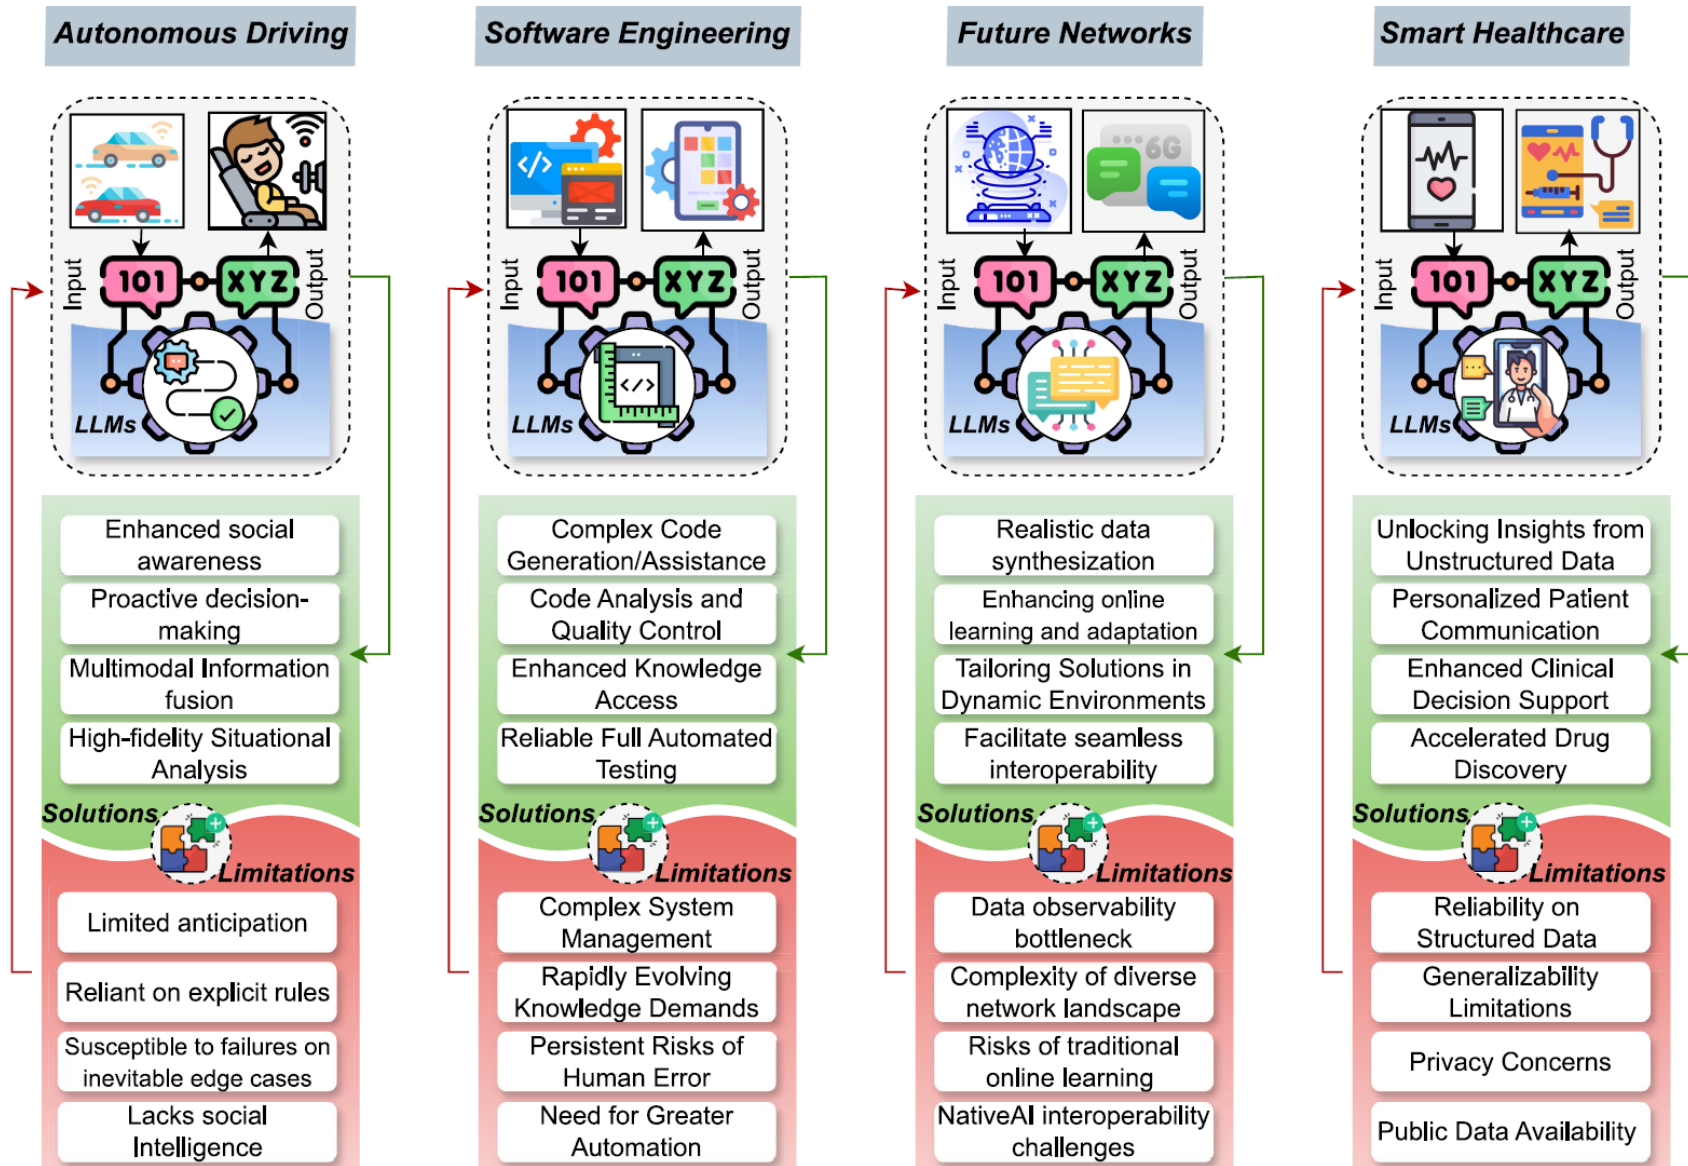 Autonomous Driving
Input
101
XYZ
Output
LLMs
Enhanced social
awareness
Proactive decision-
making
Multimodal Information
fusion
High-fidelity Situational
Analysis
Solutions
Limitations
Limited anticipation
Reliant on explicit rules
Susceptible to failures on
inevitable edge cases
Lacks social
Intelligence
Software Engineering
</>
Input
101
XYZ
Output
</>
LLMs
Complex Code
Generation/Assistance
Code Analysis and
Quality Control
Enhanced Knowledge
Access
Reliable Full Automated
Testing
Solutions
Limitations
Complex System
Management
Rapidly Evolving
Knowledge Demands
Persistent Risks of
Human Error
Need for Greater
Automation
Future Networks
6G
Input
101
XYZ
Output
LLMs
Realistic data
synthesization
Enhancing online
learning and adaptation
Tailoring Solutions in
Dynamic Environments
Facilitate seamless
interoperability
Solutions
Limitations
Data observability
bottleneck
Complexity of diverse
network landscape
Risks of traditional
online learning
NativeAI interoperability
challenges
Smart Healthcare
Input
101
XYZ
Output
LLMs
Unlocking Insights from
Unstructured Data
Personalized Patient
Communication
Enhanced Clinical
Decision Support
Accelerated Drug
Discovery
Solutions
Limitations
Reliability on
Structured Data
Generalizability
Limitations
Privacy Concerns
Public Data Availability